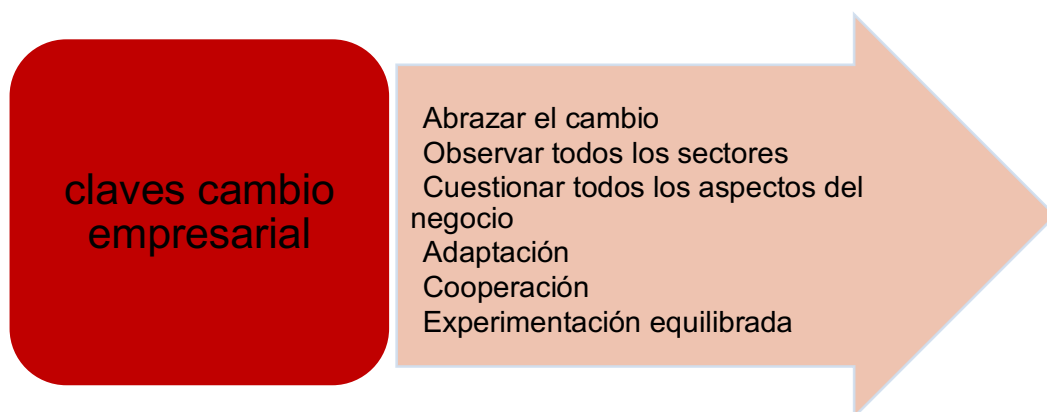 claves cambio
empresarial
Abrazar el cambio
Observar todos los sectores
Cuestionar todos los aspectos del
negocio
Adaptación
Cooperación
Experimentación equilibrada